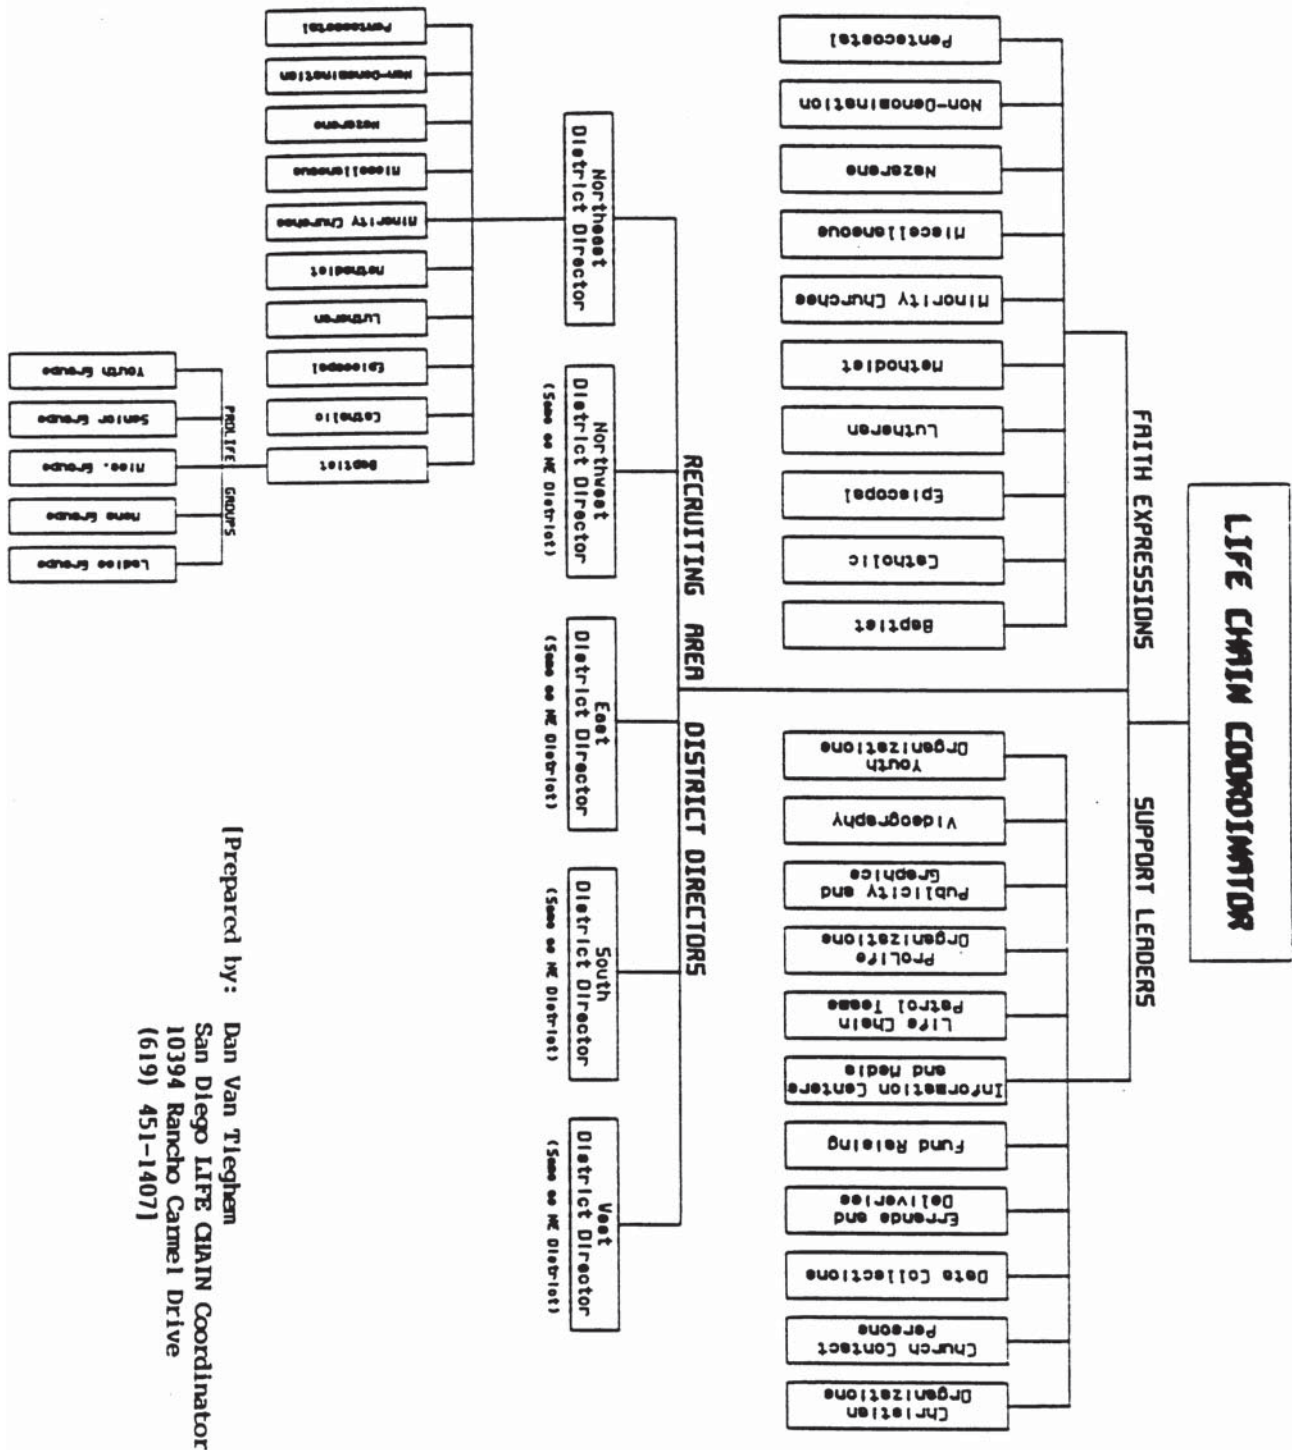 LIFE CHAIN COORDINATOR
FAITH EXPRESSIONS
Baptist
Catholic
Episcopal
Lutheran
Methodist
Minority Churches
Miscellaneous
Nazarene
Non-Denomination
Pentecostal
SUPPORT LEADERS
Christian
Organizations
Church Contact
Persons
Data Collections
Errands and
Deliveries
Fund Raising
Information Centers
and Media
Life Chain
Patrol Teams
ProLife
Organizations
Publicity and
Graphics
Videography
Youth
Organizations
RECRUITING AREA DISTRICT DIRECTORS
Northeast
District Director
Northwest
District Director
(Same as NE District)
East
District Director
(Same as NE District)
South
District Director
(Same as NE District)
West
District Director
(Same as NE District)
Baptist
Catholic
Episcopal
Lutheran
Methodist
Minority Churches
Miscellaneous
Nazarene
Non-Denomination
Pentecostal
PROLIFE GROUPS
Ladies Groups
Mens Groups
Misc. Groups
Senior Groups
Youth Groups
[Prepared by: Dan Van Tieghem
San Diego LIFE CHAIN Coordinator
10394 Rancho Carmel Drive
(619) 451-1407]